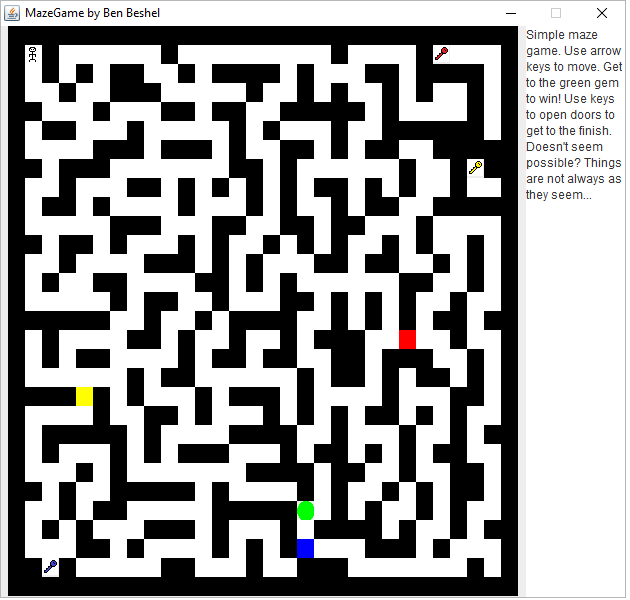 MazeGame by Ben Beshel
Simple maze
game. Use arrow
keys to move. Get
to the green gem
to win! Use keys
to open doors to
get to the finish.
Doesn't seem
possible? Things
are not always as
they seem...